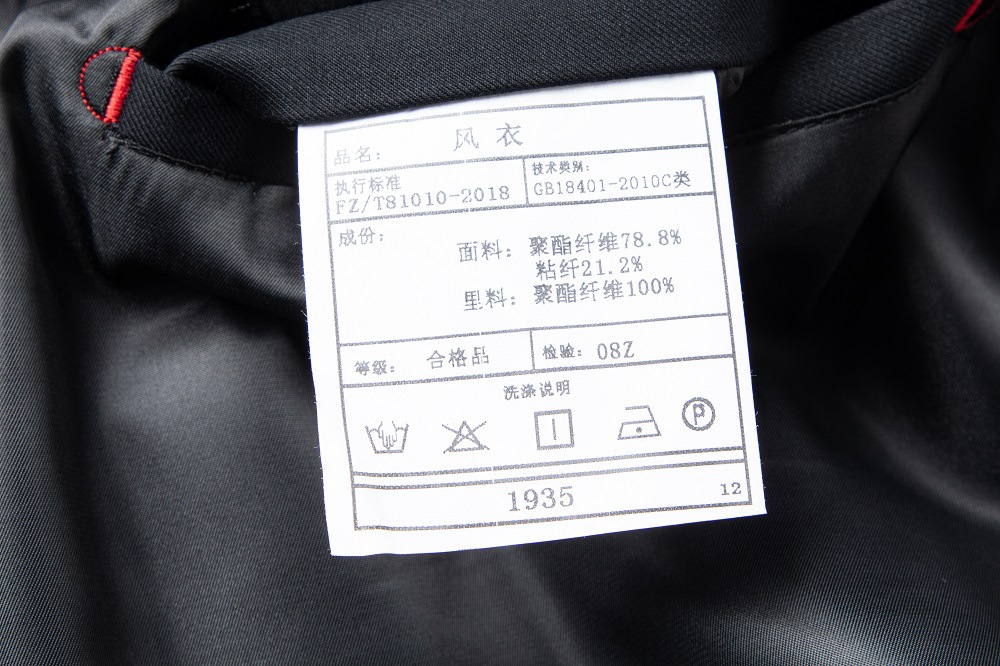 品名: 风衣
执行标准
FZ/T81010-2018
技术类别:
GB18401-2010C类
成份:
面料: 聚酯纤维78.8%
粘纤21.2%
里料: 聚酯纤维100%
等级: 合格品
检验: 08Z
洗涤说明
P
1935
12